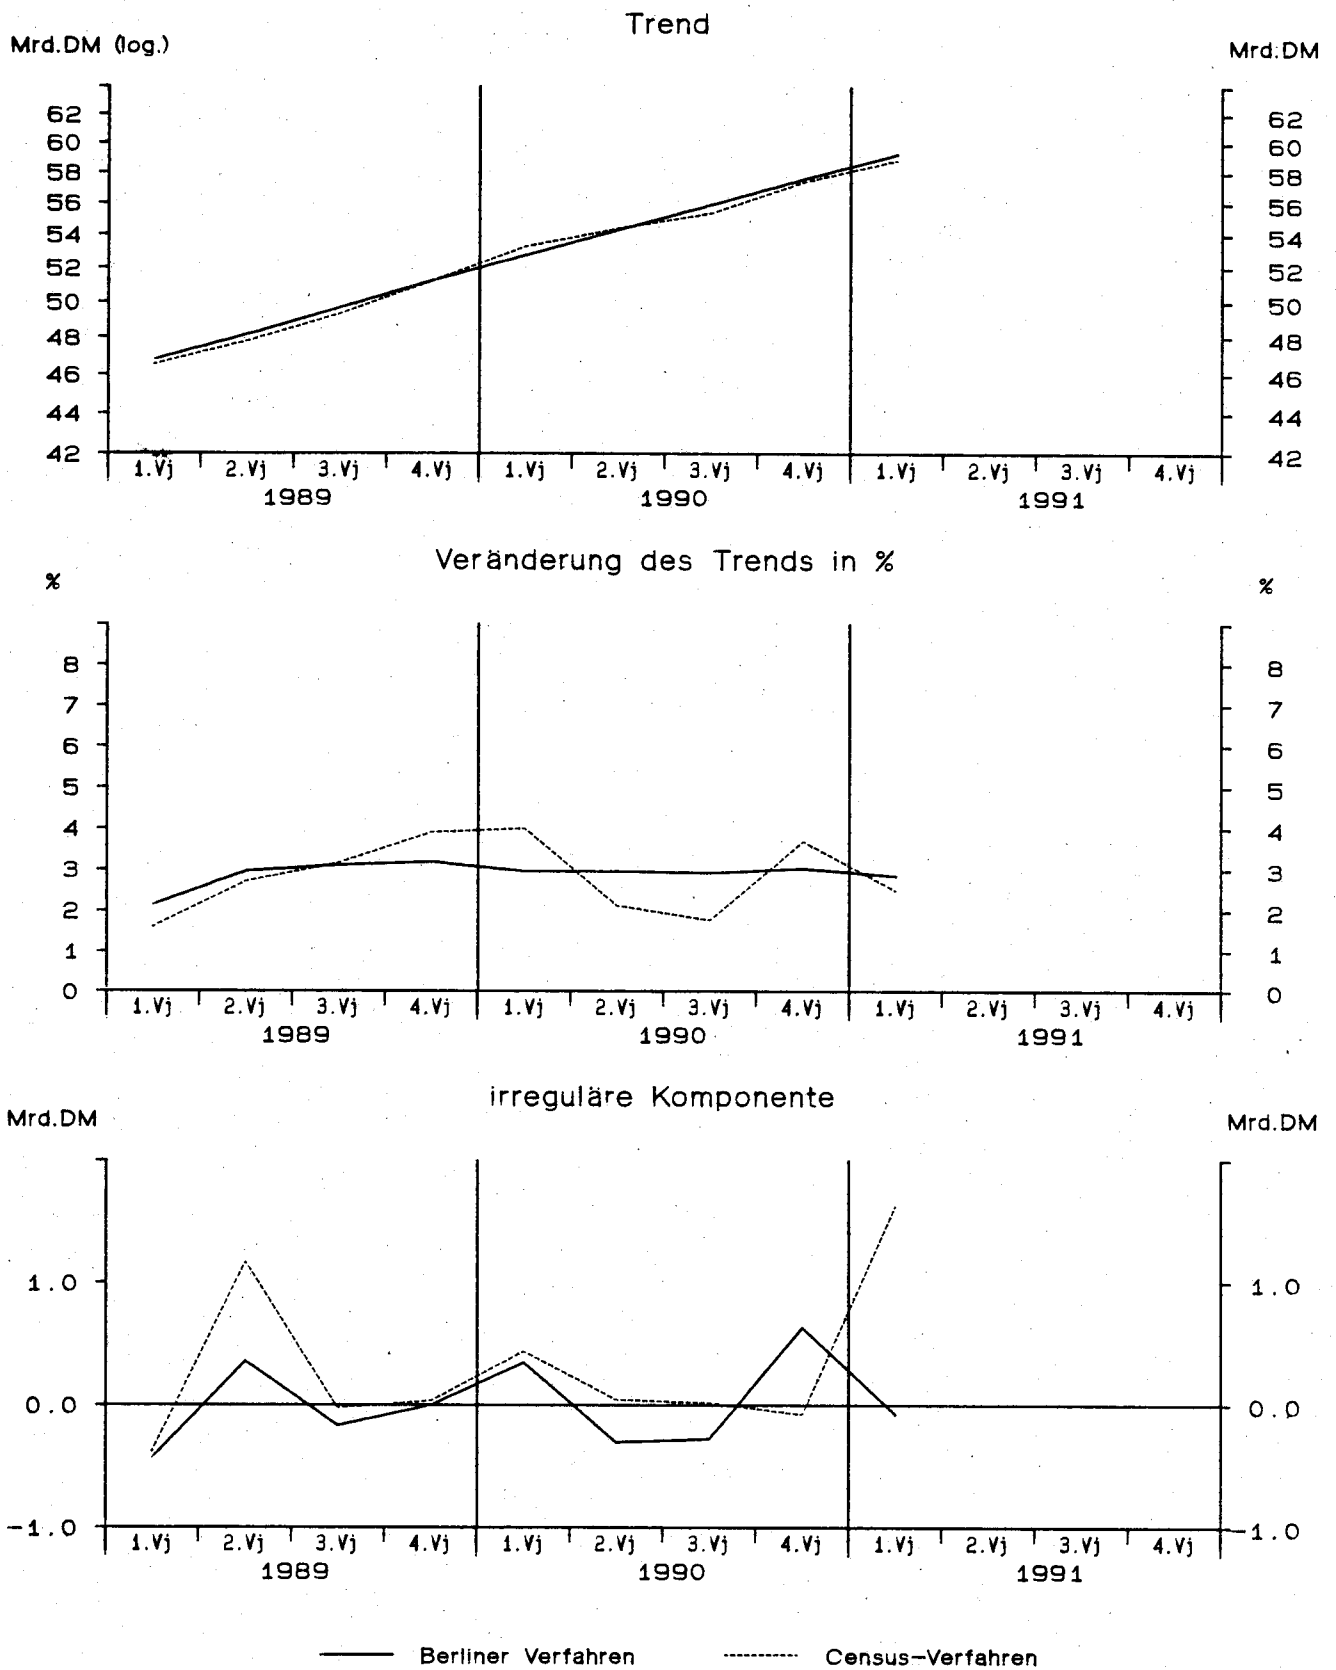 Trend
Mrd.DM (log.) Mrd.DM
62 62
60 60
58 58
56 56
54 54
52 52
50 50
48 48
46 46
44 44
42 42
1.Vj 2.Vj 3.Vj 4.Vj 1.Vj 2.Vj 3.Vj 4.Vj 1.Vj 2.Vj 3.Vj 4.Vj
1989 1990 1991
Veränderung des Trends in %
% %
8 8
7 7
6 6
5 5
4 4
3 3
2 2
1 1
0 0
1.Vj 2.Vj 3.Vj 4.Vj 1.Vj 2.Vj 3.Vj 4.Vj 1.Vj 2.Vj 3.Vj 4.Vj
1989 1990 1991
irreguläre Komponente
Mrd.DM Mrd.DM
1.0 1.0
0.0 0.0
-1.0 -1.0
1.Vj 2.Vj 3.Vj 4.Vj 1.Vj 2.Vj 3.Vj 4.Vj 1.Vj 2.Vj 3.Vj 4.Vj
1989 1990 1991
Berliner Verfahren Census-Verfahren